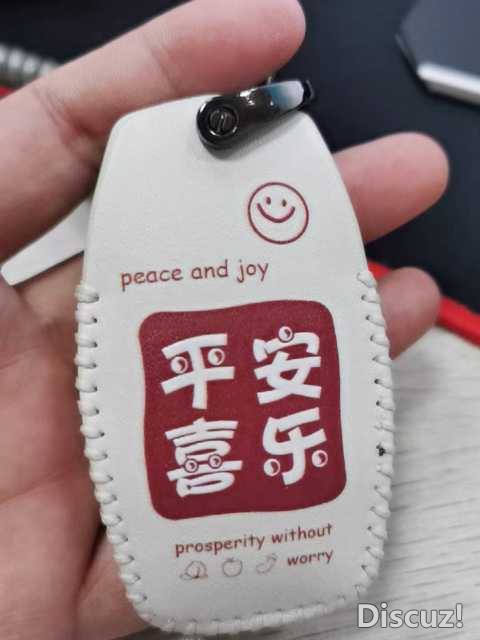 peace and joy
平安
喜乐
prosperity without
worry
Discuz!